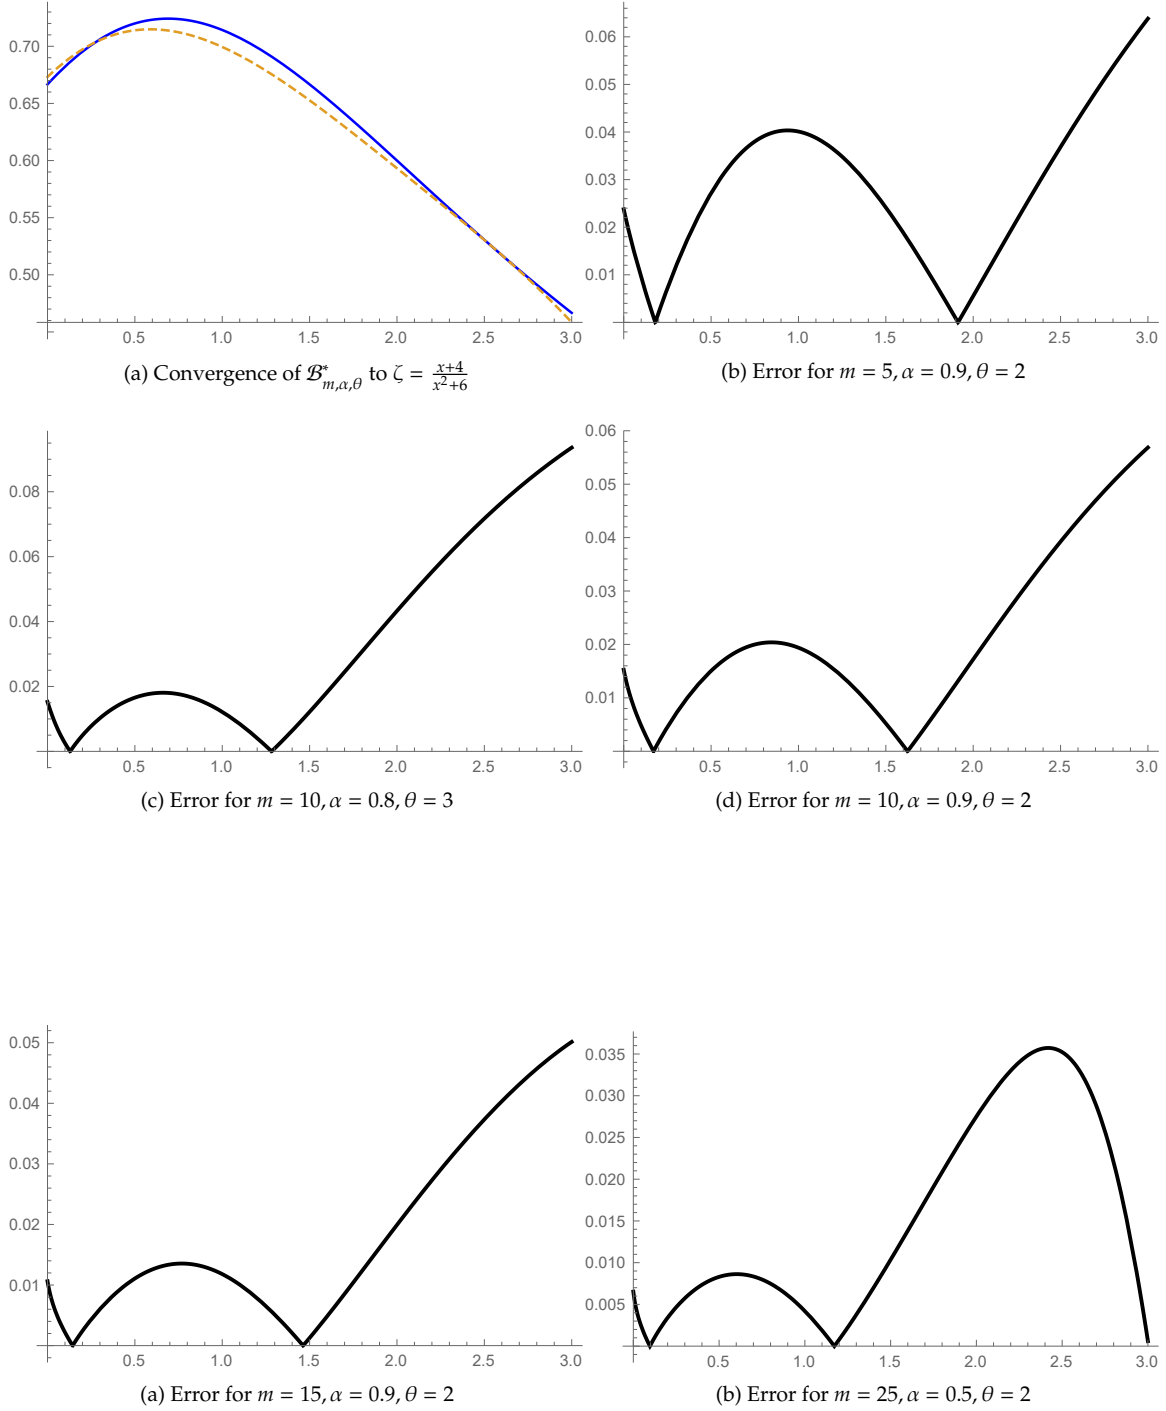 0.70
0.65
0.60
0.55
0.50
0.5 1.0 1.5 2.0 2.5 3.0
(a) Convergence of ℬ*_{m,α,θ} to ζ = \frac{x+4}{x^2+6}
0.06
0.05
0.04
0.03
0.02
0.01
0.5 1.0 1.5 2.0 2.5 3.0
(b) Error for m = 5, α = 0.9, θ = 2
0.08
0.06
0.04
0.02
0.5 1.0 1.5 2.0 2.5 3.0
(c) Error for m = 10, α = 0.8, θ = 3
0.06
0.05
0.04
0.03
0.02
0.01
0.5 1.0 1.5 2.0 2.5 3.0
(d) Error for m = 10, α = 0.9, θ = 2
0.05
0.04
0.03
0.02
0.01
0.5 1.0 1.5 2.0 2.5 3.0
(a) Error for m = 15, α = 0.9, θ = 2
0.035
0.030
0.025
0.020
0.015
0.010
0.005
0.5 1.0 1.5 2.0 2.5 3.0
(b) Error for m = 25, α = 0.5, θ = 2